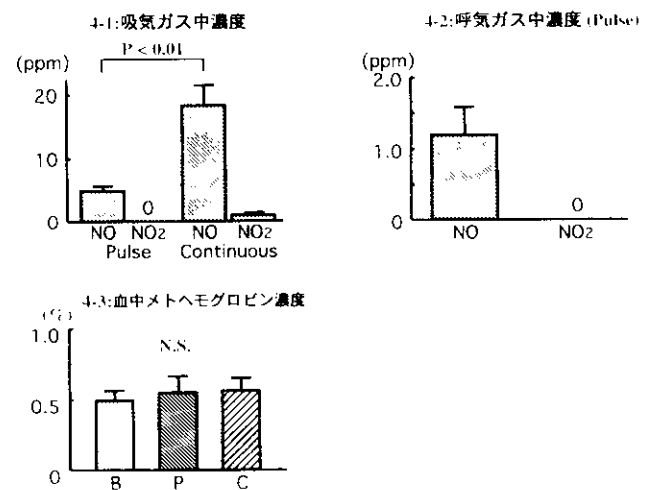 4-1:吸気ガス中濃度
P < 0.01
(ppm)
20
10
0
0
NO NO2 NO NO2
Pulse Continuous
4-2:呼気ガス中濃度 (Pulse)
(ppm)
2.0
1.0
0
0
NO NO2
4-3:血中メトヘモグロビン濃度
(%)
1.0
N.S.
0.5
0
B P C